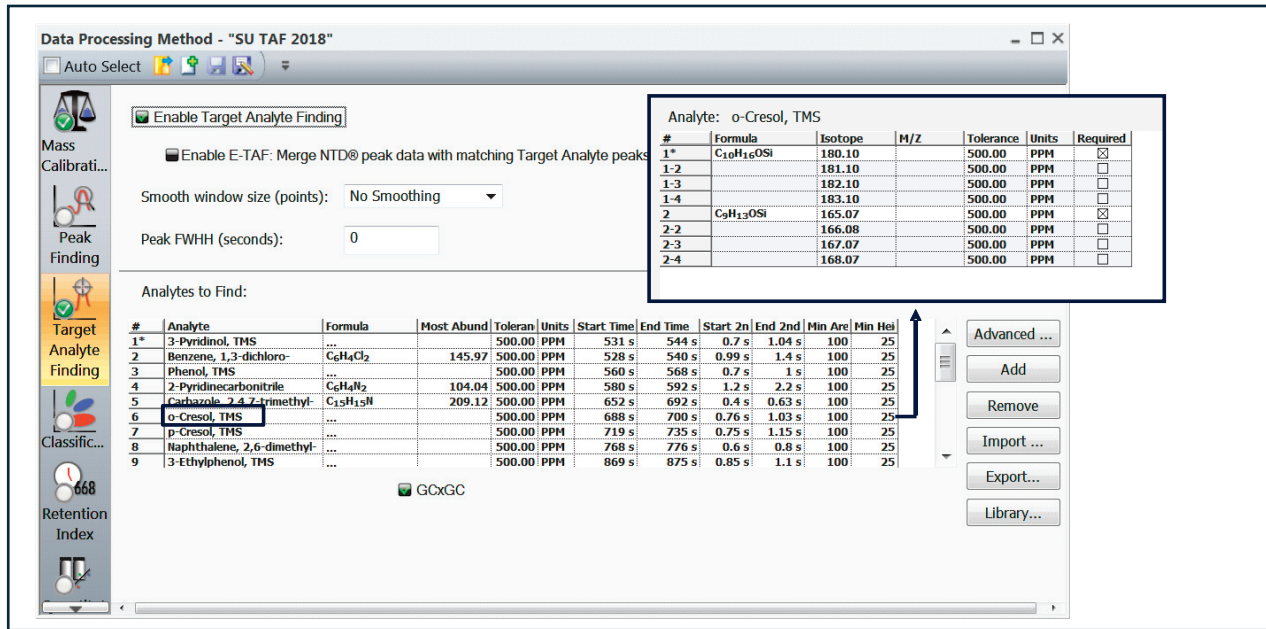 Data Processing Method - "SU TAF 2018"
Auto Select
Mass
Calibrati...
Peak
Finding
Target
Analyte
Finding
Classific...
668
Retention
Index
Enable Target Analyte Finding
Enable E-TAF: Merge NTD® peak data with matching Target Analyte peaks
Smooth window size (points): No Smoothing
Peak FWHH (seconds): 0
Analytes to Find:
# Analyte Formula Most Abund Toleran Units Start Time End Time Start 2n End 2nd Min Are Min Hei
1* 3-Pyridinol, TMS ... 500.00 PPM 531 s 544 s 0.7 s 1.04 s 100 25
2 Benzene, 1,3-dichloro- C₆H₄Cl₂ 145.97 500.00 PPM 528 s 540 s 0.99 s 1.4 s 100 25
3 Phenol, TMS ... 500.00 PPM 560 s 568 s 0.7 s 1 s 100 25
4 2-Pyridinecarbonitrile C₆H₄N₂ 104.04 500.00 PPM 580 s 592 s 1.2 s 2.2 s 100 25
5 Carbazole, 2,4,7-trimethyl- C₁₅H₁₅N 209.12 500.00 PPM 652 s 692 s 0.4 s 0.63 s 100 25
6 o-Cresol, TMS ... 500.00 PPM 688 s 700 s 0.76 s 1.03 s 100 25
7 p-Cresol, TMS ... 500.00 PPM 719 s 735 s 0.75 s 1.15 s 100 25
8 Naphthalene, 2,6-dimethyl- ... 500.00 PPM 768 s 776 s 0.6 s 0.8 s 100 25
9 3-Ethylphenol, TMS ... 500.00 PPM 869 s 875 s 0.85 s 1.1 s 100 25
GCxGC
Analyte: o-Cresol, TMS
# Formula Isotope M/Z Tolerance Units Required
1* C₁₀H₁₆OSi 180.10 500.00 PPM
1-2 181.10 500.00 PPM
1-3 182.10 500.00 PPM
1-4 183.10 500.00 PPM
2 C₉H₁₃OSi 165.07 500.00 PPM
2-2 166.08 500.00 PPM
2-3 167.07 500.00 PPM
2-4 168.07 500.00 PPM
Advanced ...
Add
Remove
Import ...
Export...
Library...